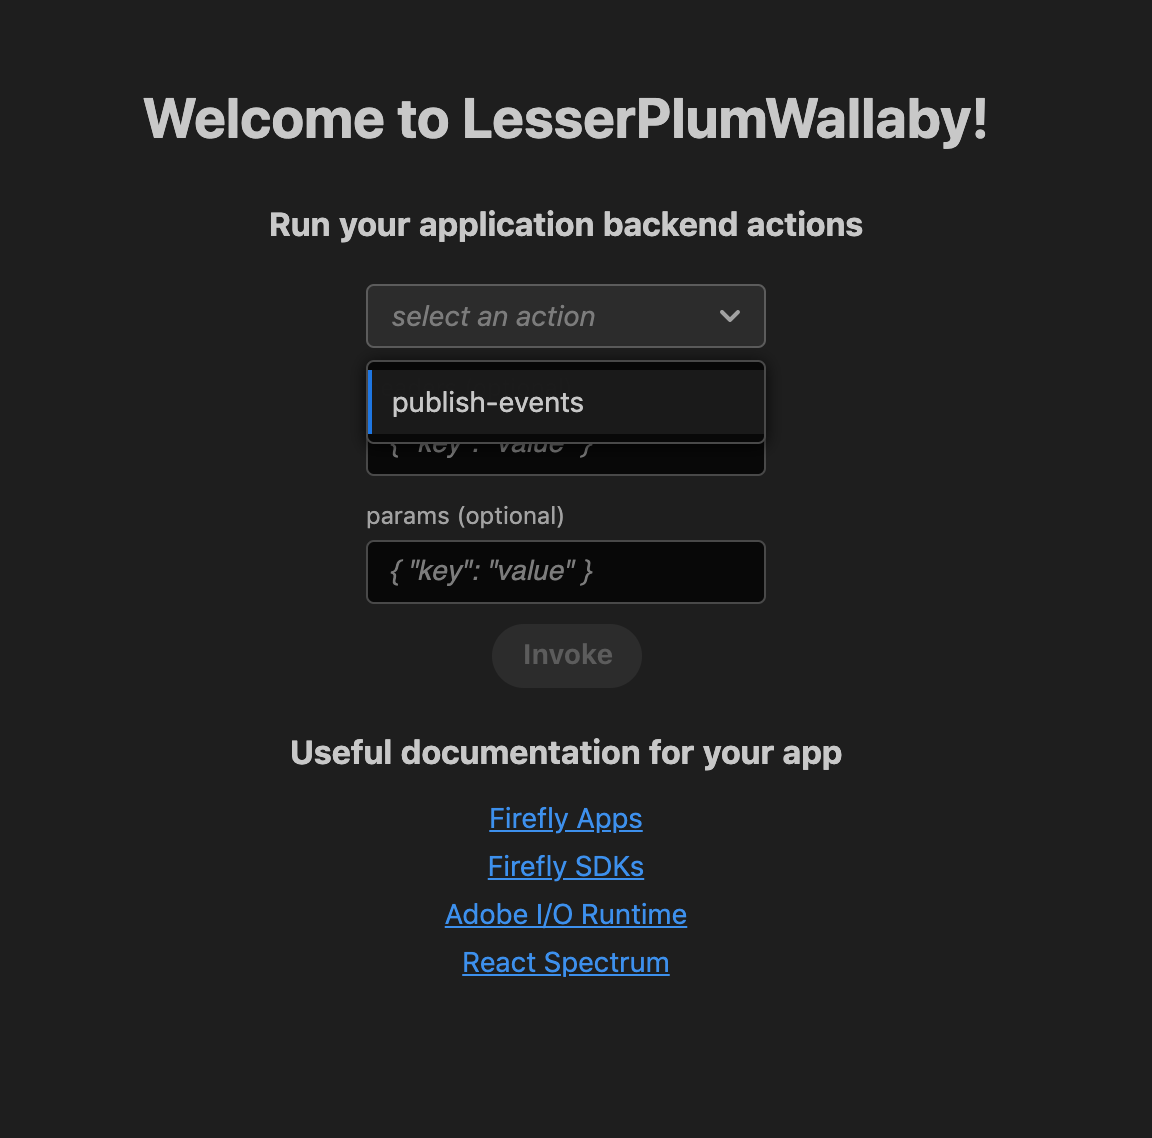 Welcome to LesserPlumWallaby!
Run your application backend actions
select an action
publish-events
{ "key": "value" }
params (optional)
{ "key": "value" }
Invoke
Useful documentation for your app
Firefly Apps
Firefly SDKs
Adobe I/O Runtime
React Spectrum